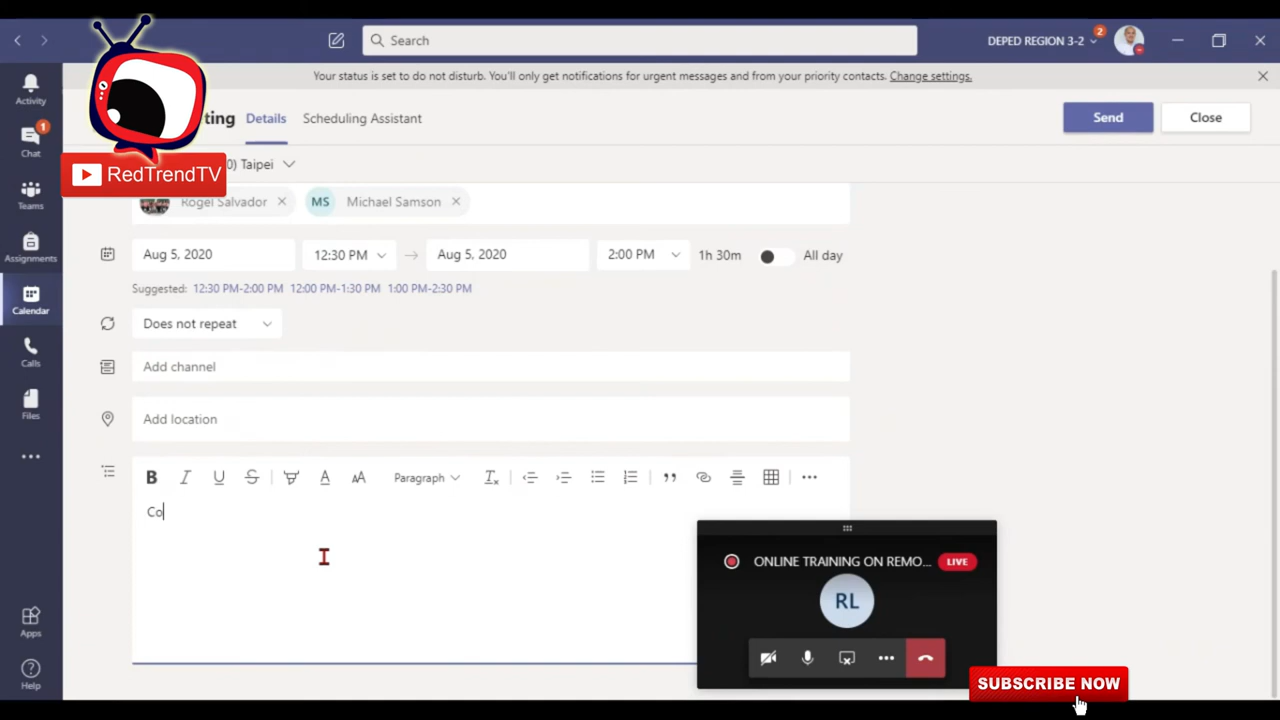 Search
DEPED REGION 3-2
2
Your status is set to do not disturb. You'll only get notifications for urgent messages and from your priority contacts. Change settings.
Activity
ting
Details
Scheduling Assistant
Send
Close
1
Chat
RedTrendTV
0) Taipei
Teams
Rogel Salvador
MS
Michael Samson
Assignments
Aug 5, 2020
12:30 PM
Aug 5, 2020
2:00 PM
1h 30m
All day
Suggested: 12:30 PM-2:00 PM 12:00 PM-1:30 PM 1:00 PM-2:30 PM
Calendar
Does not repeat
Calls
Add channel
Files
Add location
B I U S A AA Paragraph Tx
Co
ONLINE TRAINING ON REMO...
LIVE
RL
Apps
Help
SUBSCRIBE NOW